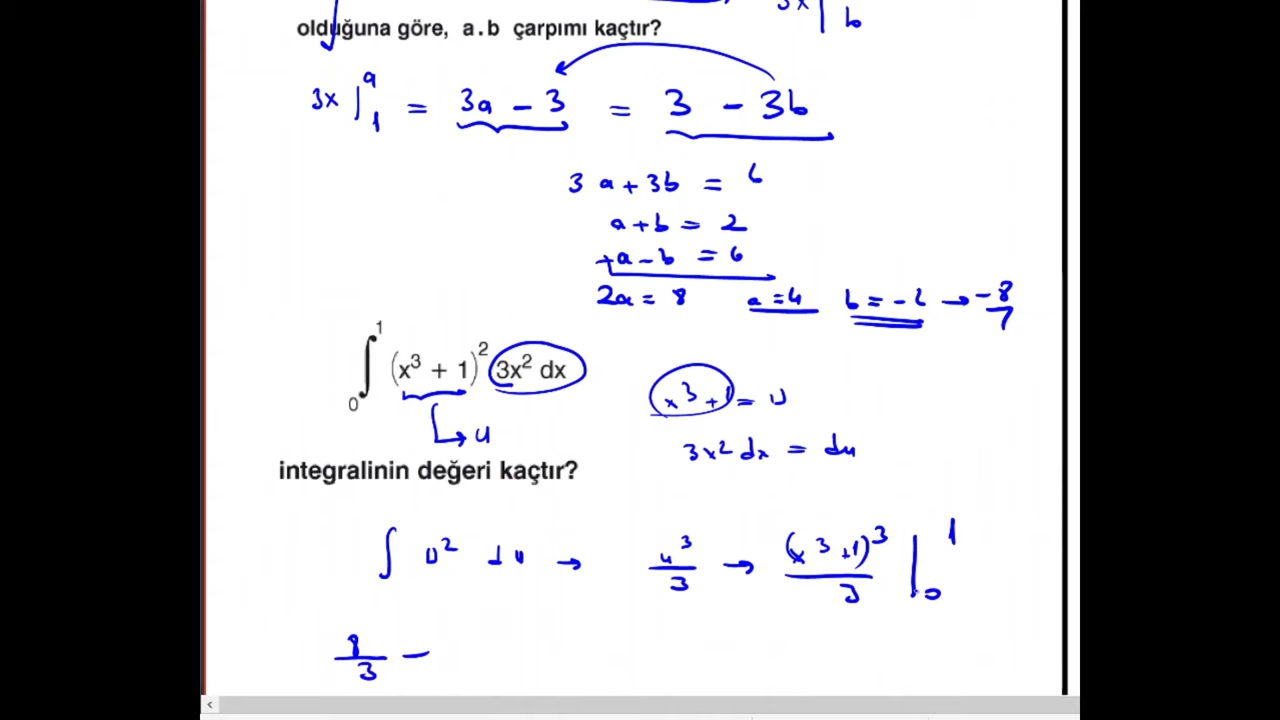 3x | b
olduğuna göre, a.b çarpımı kaçtır?
3x |₁ᵃ = 3a - 3 = 3 - 3b
3a + 3b = 6
a + b = 2
+ a - b = 6
2a = 8 a = 4 b = -2 → -8
∫₀¹ (x³ + 1)² 3x² dx
x³ + 1 = u
→ u
3x² dx = du
integralinin değeri kaçtır?
∫ u² du → u³/3 → (x³+1)³/3 |₀¹
8/3 -